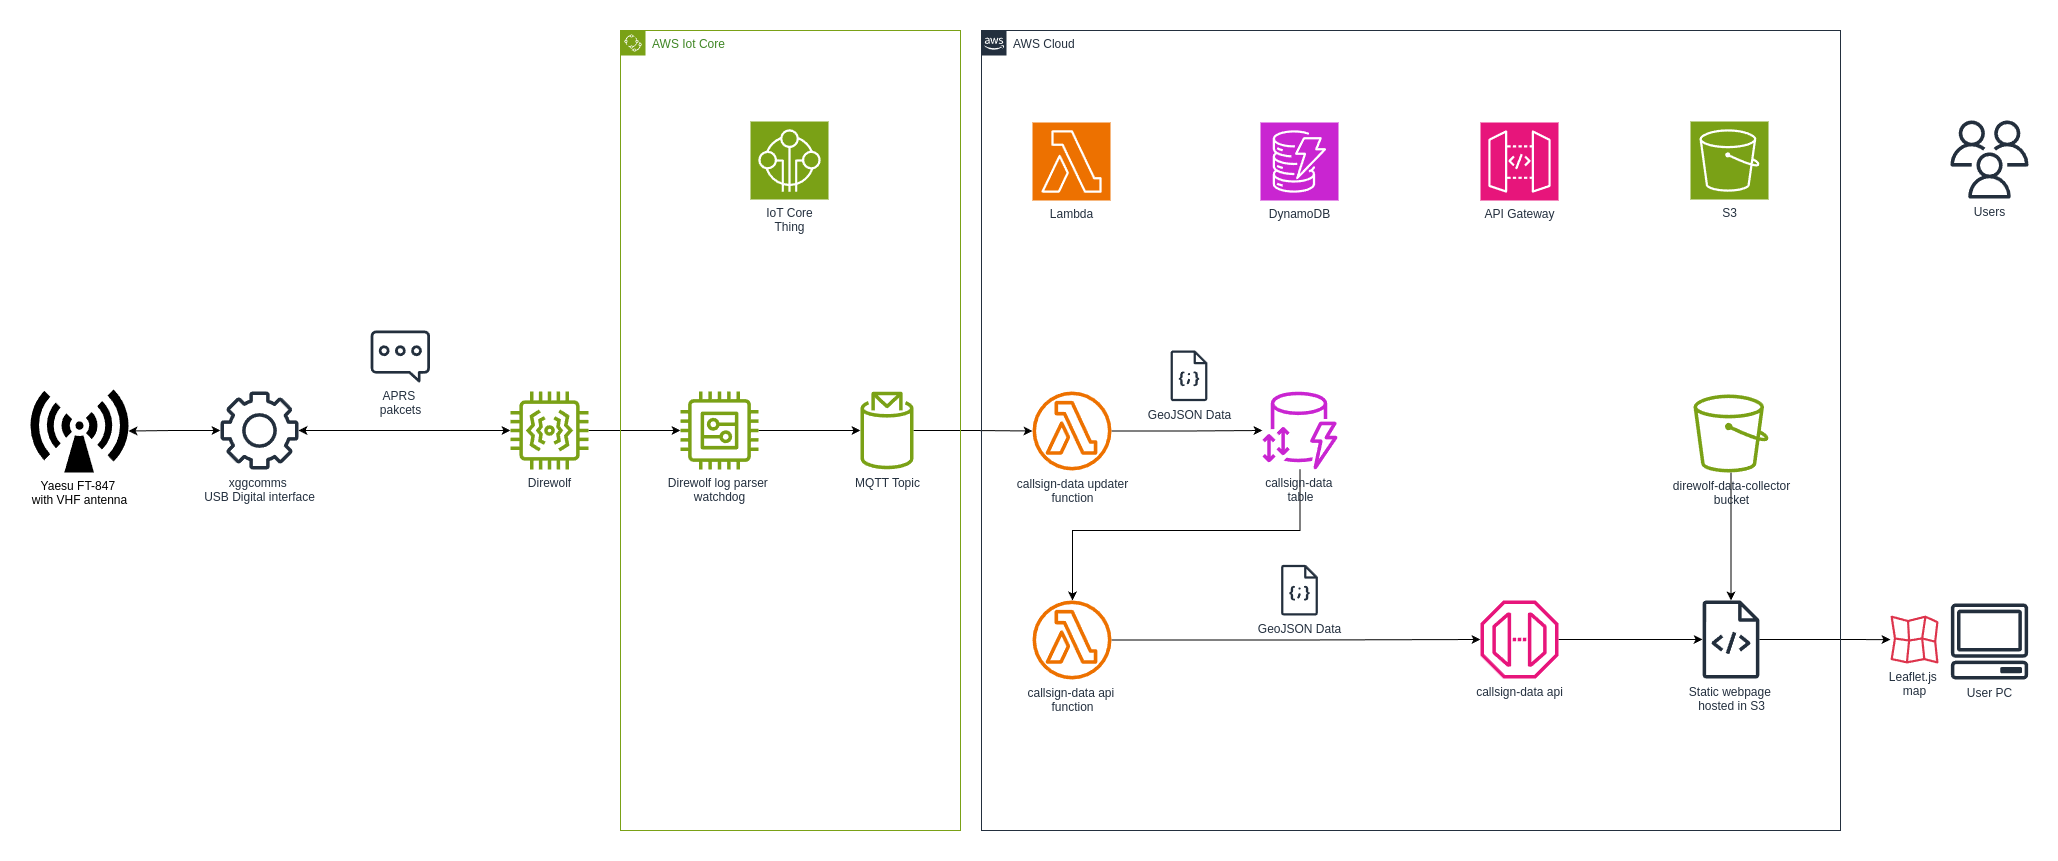 AWS Iot Core
AWS Cloud
IoT Core
Thing
Lambda
DynamoDB
API Gateway
S3
Users
APRS
pakcets
GeoJSON Data
Yaesu FT-847
with VHF antenna
xggcomms
USB Digital interface
Direwolf
Direwolf log parser
watchdog
MQTT Topic
callsign-data updater
function
callsign-data
table
direwolf-data-collector
bucket
GeoJSON Data
callsign-data api
function
callsign-data api
Static webpage
hosted in S3
Leaflet.js
map
User PC